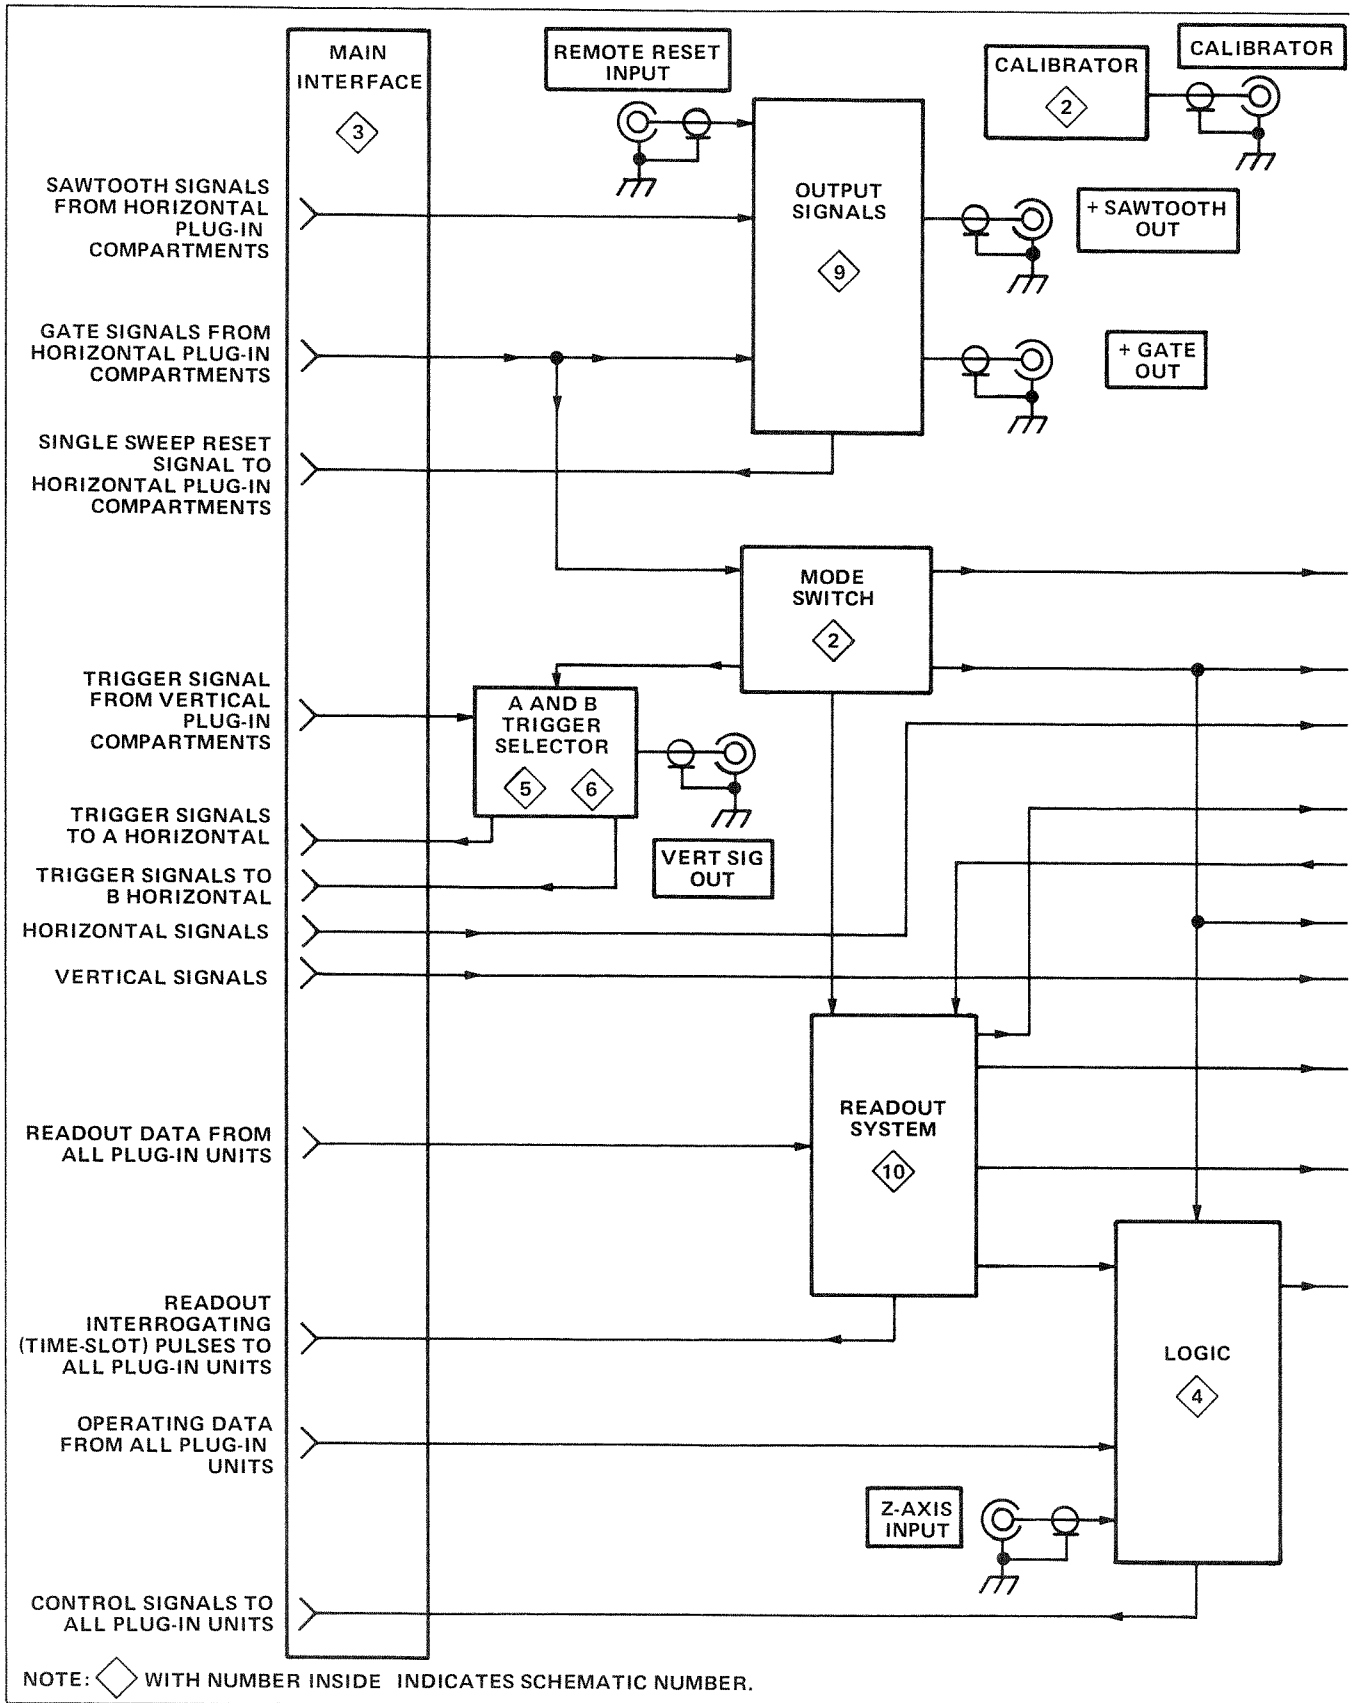 MAIN
INTERFACE
3
REMOTE RESET
INPUT
CALIBRATOR
2
CALIBRATOR
SAWTOOTH SIGNALS
FROM HORIZONTAL
PLUG-IN
COMPARTMENTS
OUTPUT
SIGNALS
9
+ SAWTOOTH
OUT
GATE SIGNALS FROM
HORIZONTAL PLUG-IN
COMPARTMENTS
+ GATE
OUT
SINGLE SWEEP RESET
SIGNAL TO
HORIZONTAL PLUG-IN
COMPARTMENTS
MODE
SWITCH
2
TRIGGER SIGNAL
FROM VERTICAL
PLUG-IN
COMPARTMENTS
A AND B
TRIGGER
SELECTOR
5 6
TRIGGER SIGNALS
TO A HORIZONTAL
VERT SIG
OUT
TRIGGER SIGNALS TO
B HORIZONTAL
HORIZONTAL SIGNALS
VERTICAL SIGNALS
READOUT
SYSTEM
10
READOUT DATA FROM
ALL PLUG-IN UNITS
READOUT
INTERROGATING
(TIME-SLOT) PULSES TO
ALL PLUG-IN UNITS
LOGIC
4
OPERATING DATA
FROM ALL PLUG-IN
UNITS
Z-AXIS
INPUT
CONTROL SIGNALS TO
ALL PLUG-IN UNITS
NOTE: WITH NUMBER INSIDE INDICATES SCHEMATIC NUMBER.